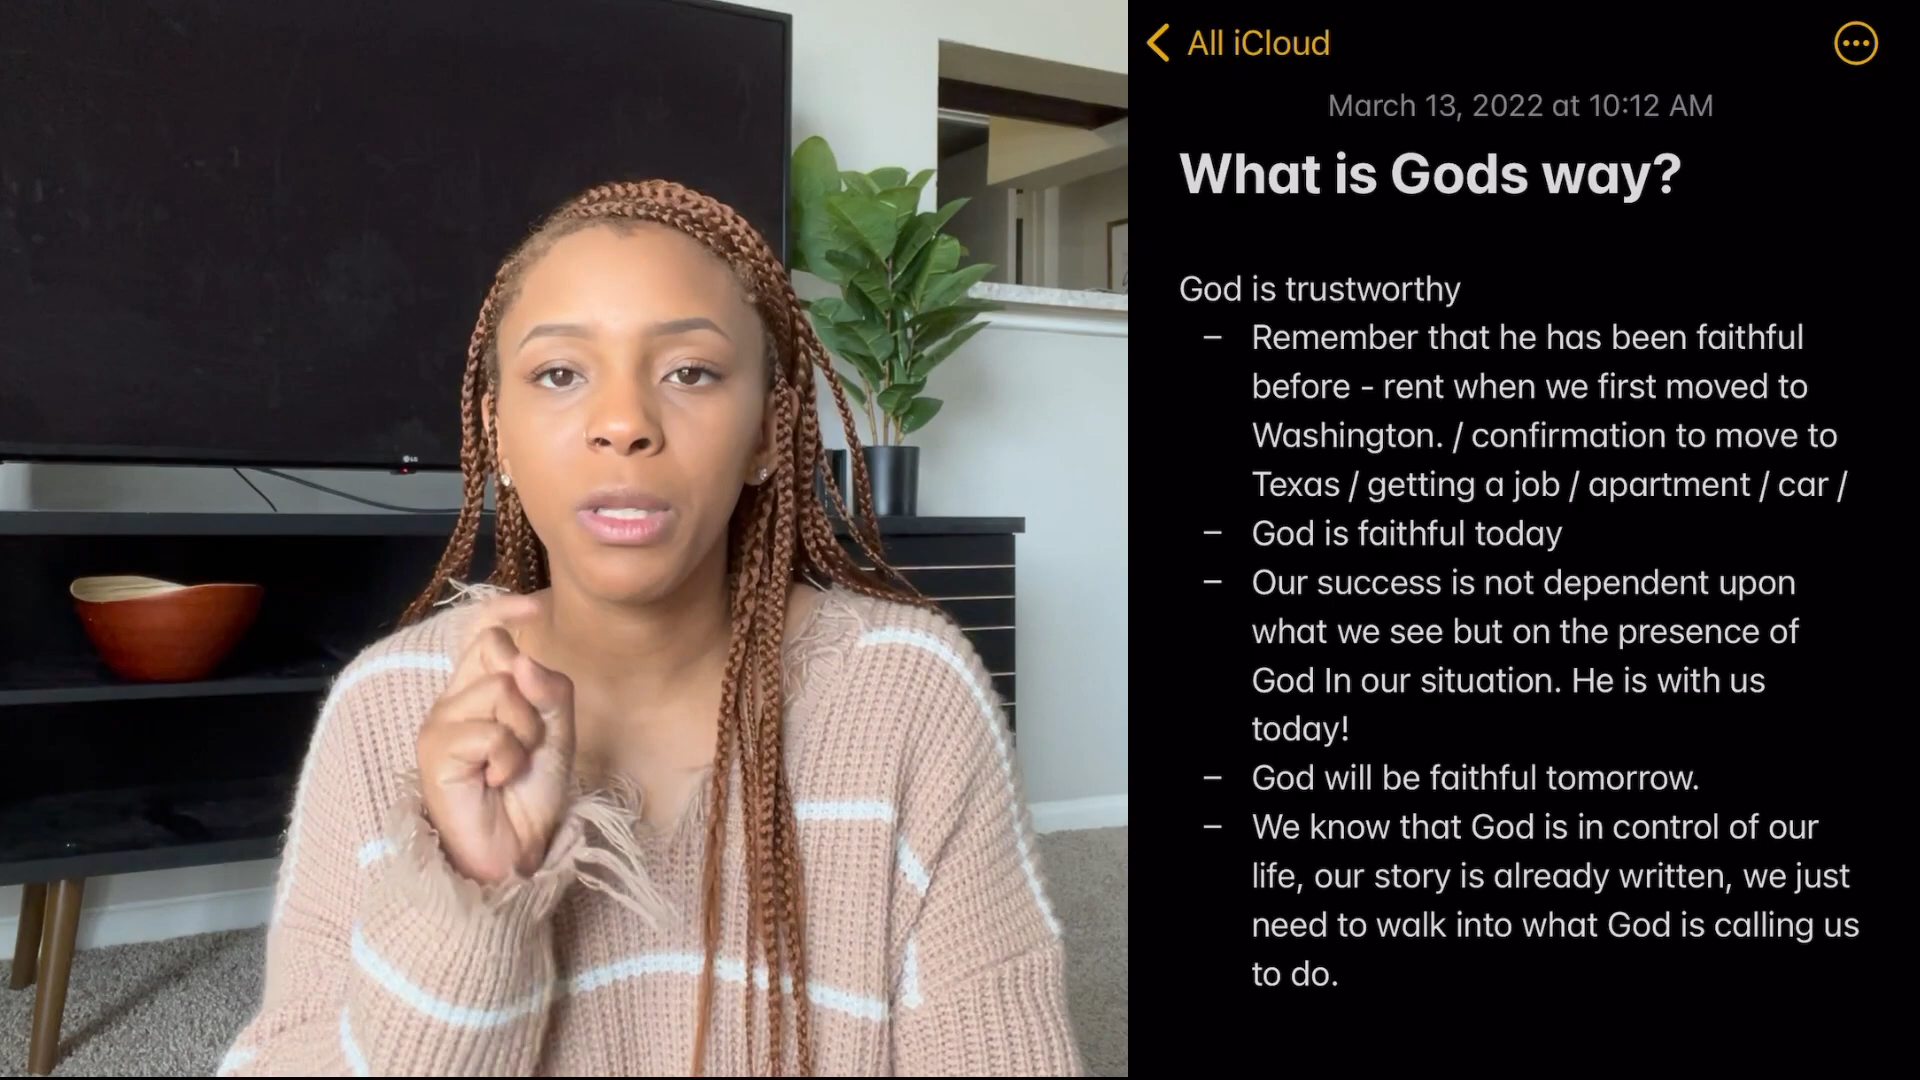 All iCloud
March 13, 2022 at 10:12 AM
What is Gods way?
God is trustworthy
– Remember that he has been faithful
before - rent when we first moved to
Washington. / confirmation to move to
Texas / getting a job / apartment / car /
– God is faithful today
– Our success is not dependent upon
what we see but on the presence of
God In our situation. He is with us
today!
– God will be faithful tomorrow.
– We know that God is in control of our
life, our story is already written, we just
need to walk into what God is calling us
to do.
LG